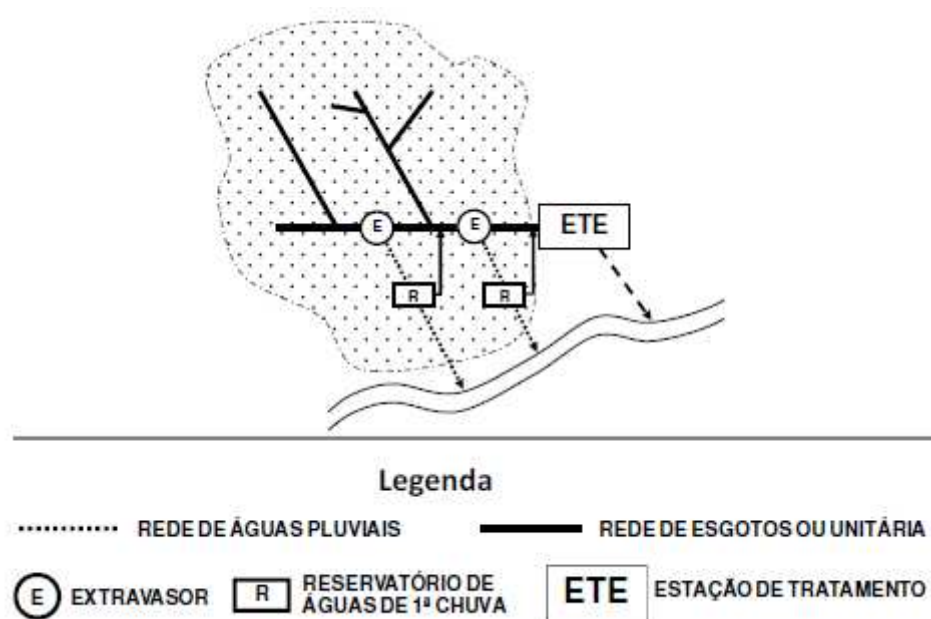 E
E
ETE
R
R
Legenda
REDE DE ÁGUAS PLUVIAIS
REDE DE ESGOTOS OU UNITÁRIA
E
EXTRAVASOR
R
RESERVATÓRIO DE
ÁGUAS DE 1ª CHUVA
ETE
ESTAÇÃO DE TRATAMENTO